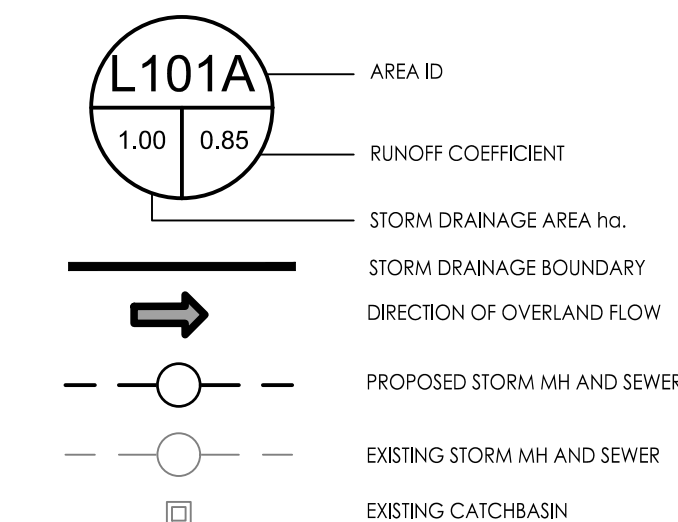 L101A
AREA ID
1.00 0.85
RUNOFF COEFFICIENT
STORM DRAINAGE AREA ha.
STORM DRAINAGE BOUNDARY
DIRECTION OF OVERLAND FLOW
PROPOSED STORM MH AND SEWER
EXISTING STORM MH AND SEWER
EXISTING CATCHBASIN